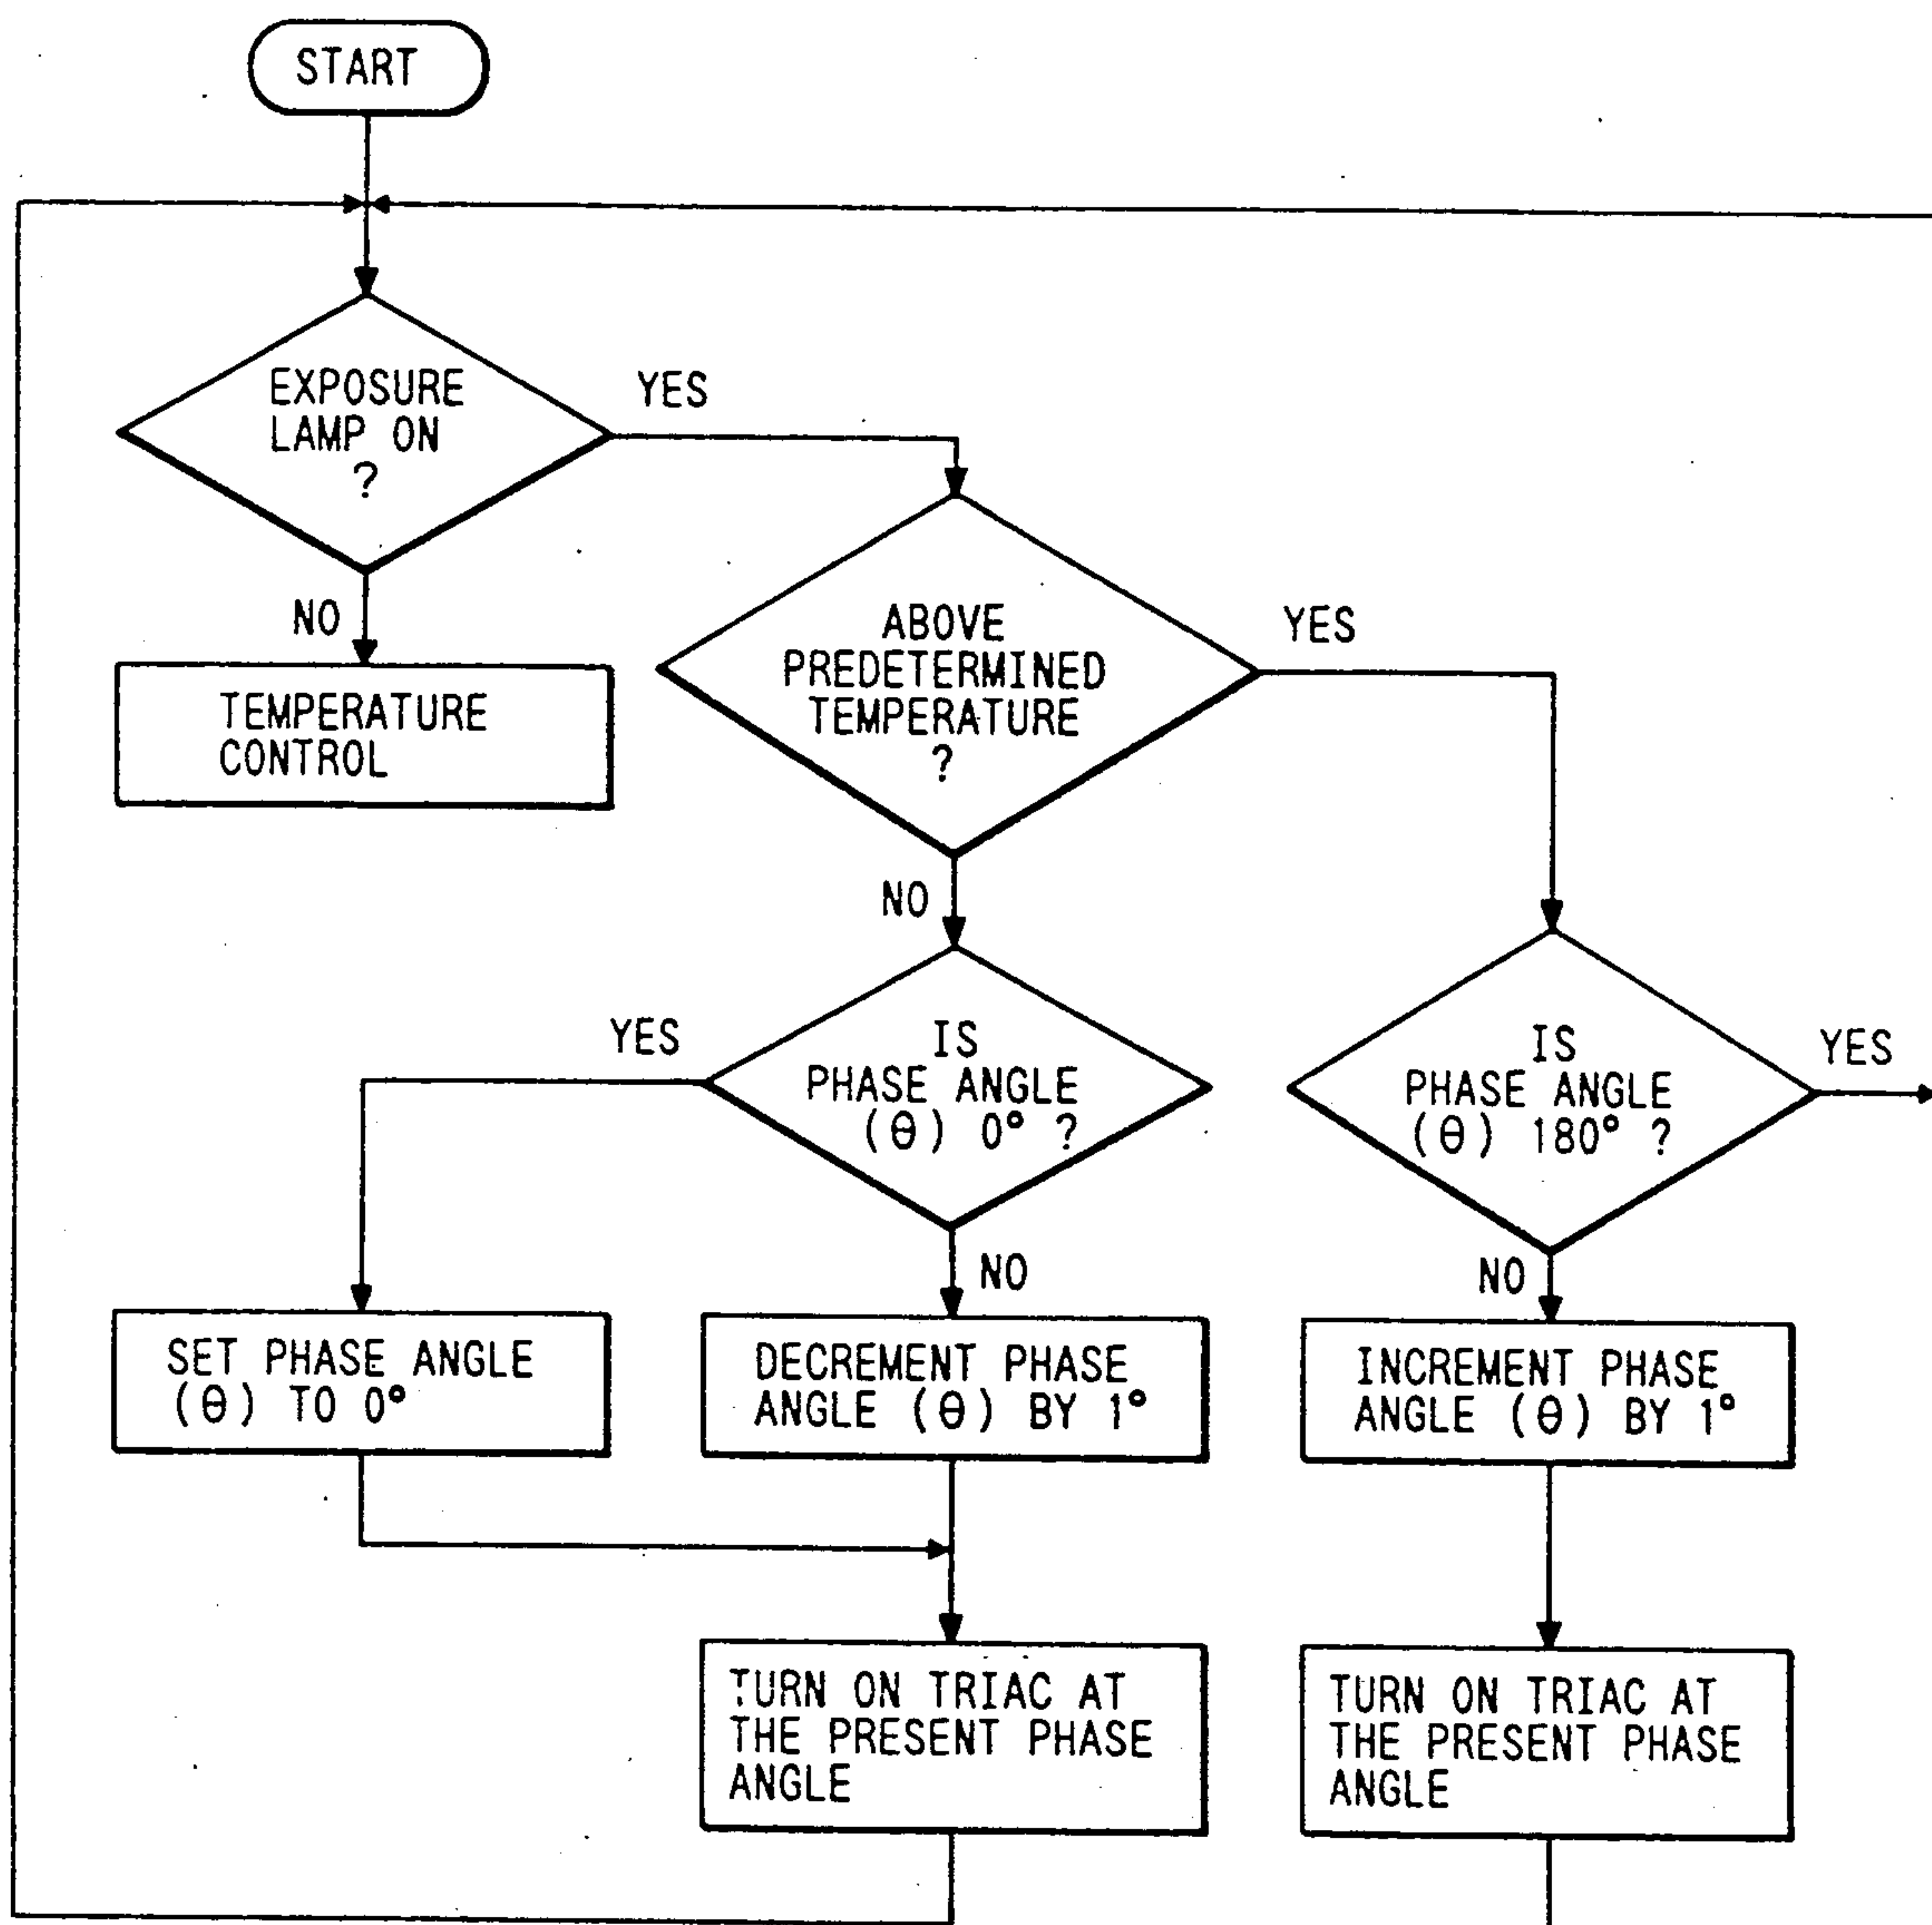 START
EXPOSURE
LAMP ON
?
YES
NO
TEMPERATURE
CONTROL
ABOVE
PREDETERMINED
TEMPERATURE
?
YES
NO
IS
PHASE ANGLE
(θ) 0° ?
YES
NO
IS
PHASE ANGLE
(θ) 180° ?
YES
NO
SET PHASE ANGLE
(θ) TO 0°
DECREMENT PHASE
ANGLE (θ) BY 1°
INCREMENT PHASE
ANGLE (θ) BY 1°
TURN ON TRIAC AT
THE PRESENT PHASE
ANGLE
TURN ON TRIAC AT
THE PRESENT PHASE
ANGLE